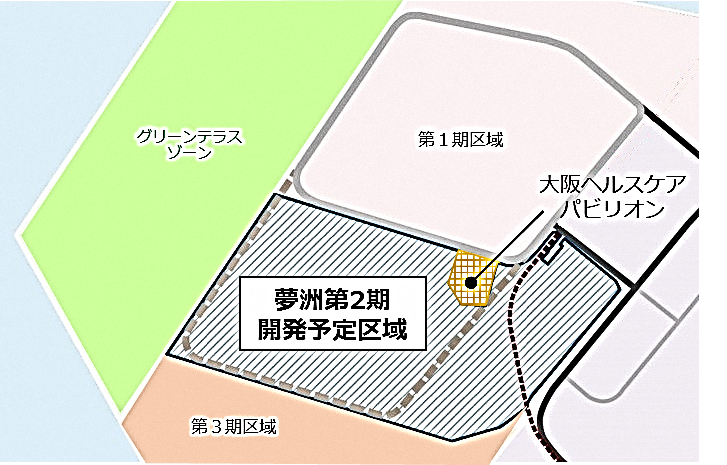 グリーンテラス
ゾーン
第１期区域
大阪ヘルスケア
パビリオン
夢洲第2期
開発予定区域
第３期区域